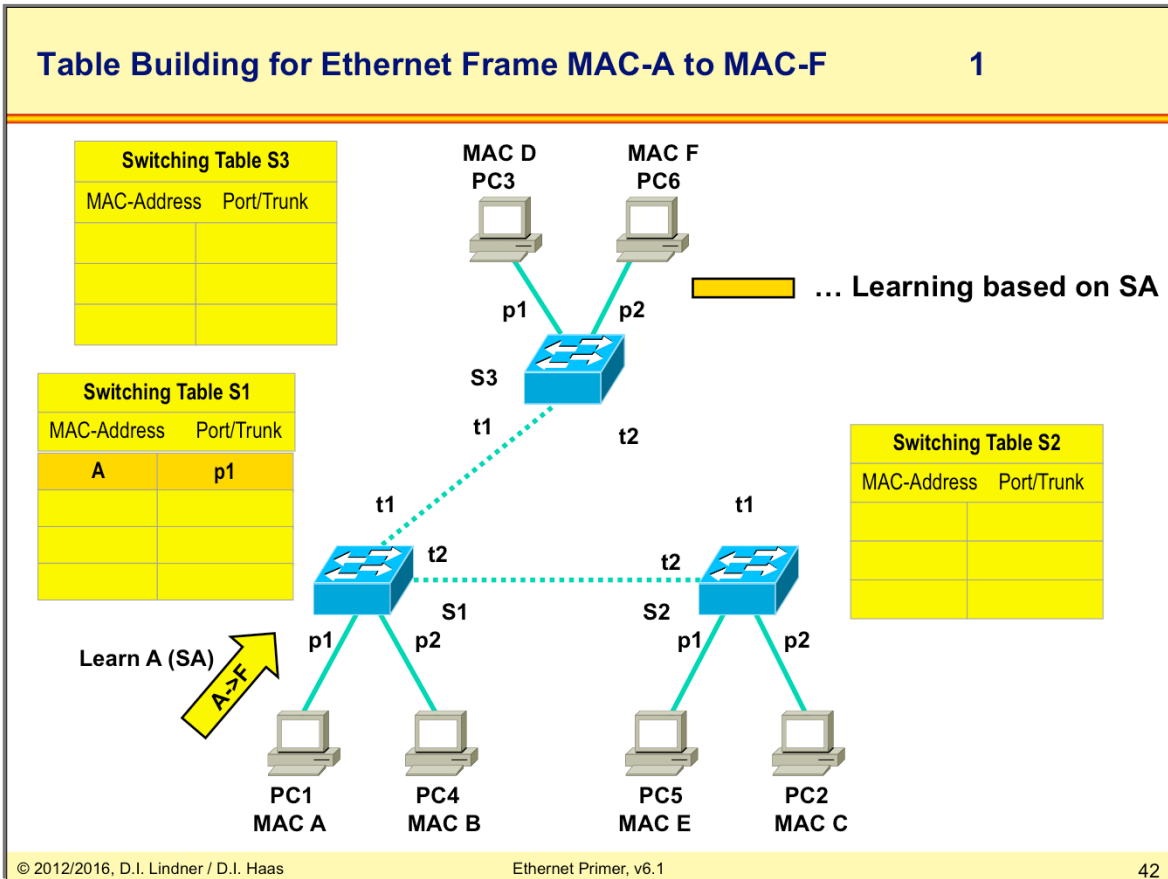 Table Building for Ethernet Frame MAC-A to MAC-F 1
Switching Table S3
MAC-Address Port/Trunk
MAC D
PC3
MAC F
PC6
… Learning based on SA
p1
p2
S3
t1
t2
Switching Table S1
MAC-Address Port/Trunk
A p1
Switching Table S2
MAC-Address Port/Trunk
t1
t2
S1
t1
t2
S2
Learn A (SA)
A->F
p1
p2
p1
p2
PC1
MAC A
PC4
MAC B
PC5
MAC E
PC2
MAC C
© 2012/2016, D.I. Lindner / D.I. Haas
Ethernet Primer, v6.1
42